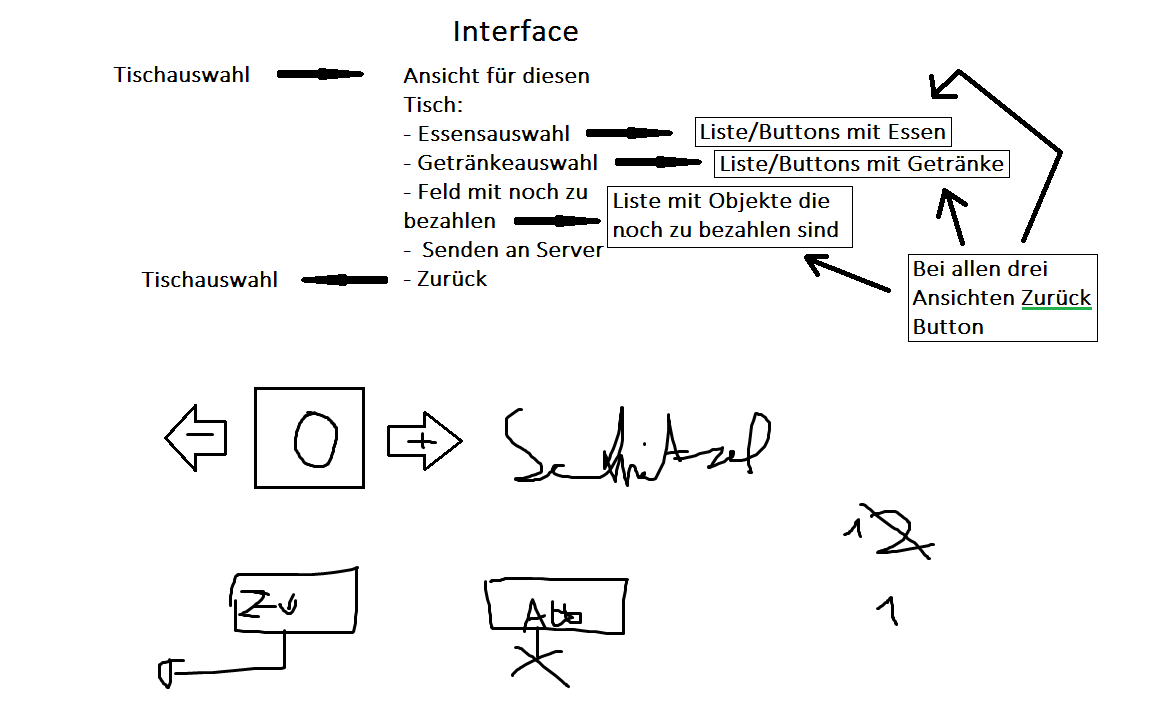 Interface
Tischauswahl
Ansicht für diesen
Tisch:
- Essensauswahl
Liste/Buttons mit Essen
- Getränkeauswahl
Liste/Buttons mit Getränke
- Feld mit noch zu
bezahlen
Liste mit Objekte die
noch zu bezahlen sind
- Senden an Server
Tischauswahl
- Zurück
Bei allen drei
Ansichten Zurück
Button
- 0 + Schnitzel
1 2
Zu
1